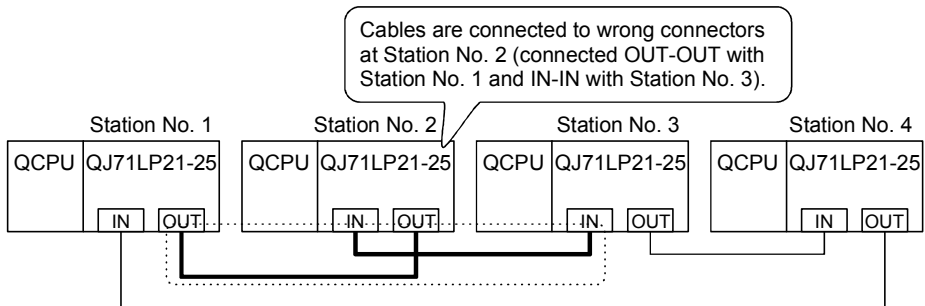 Cables are connected to wrong connectors
at Station No. 2 (connected OUT-OUT with
Station No. 1 and IN-IN with Station No. 3).
Station No. 1 Station No. 2 Station No. 3 Station No. 4
QCPU QJ71LP21-25 QCPU QJ71LP21-25 QCPU QJ71LP21-25 QCPU QJ71LP21-25
IN OUT IN OUT IN OUT IN OUT